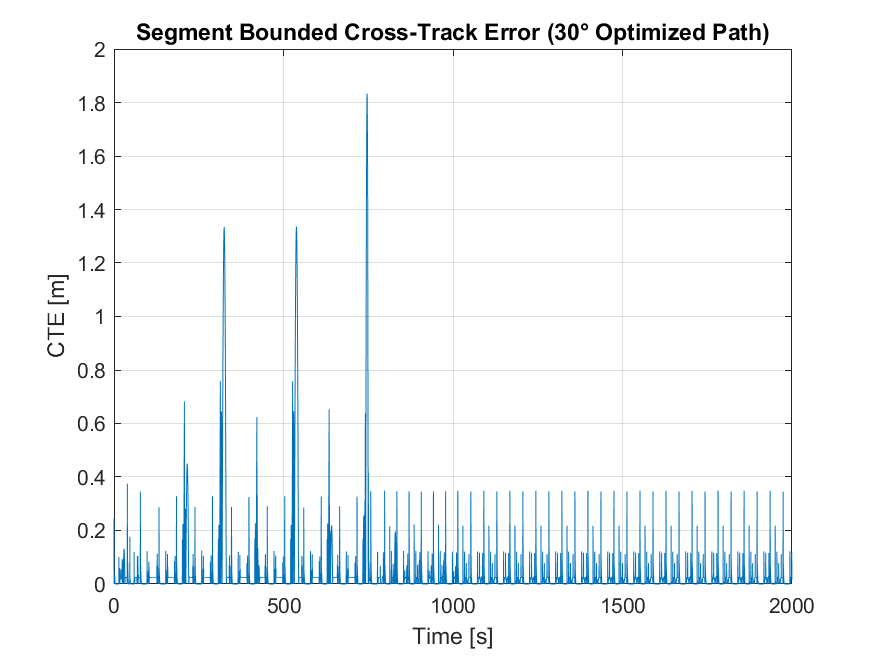 Segment Bounded Cross-Track Error (30° Optimized Path)
2
1.8
1.6
1.4
1.2
1
0.8
0.6
0.4
0.2
0
CTE [m]
0 500 1000 1500 2000
Time [s]